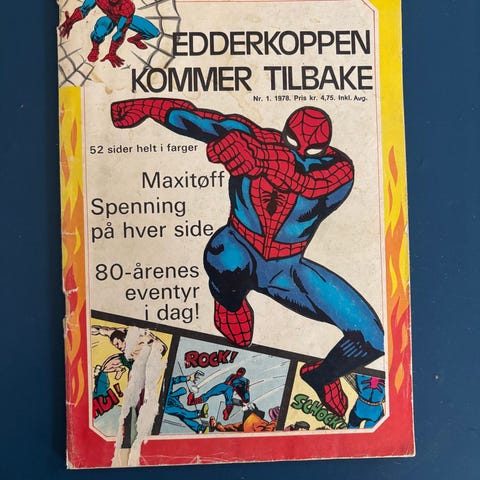 EDDERKOPPEN
KOMMER TILBAKE
Nr. 1. 1978. Pris kr. 4,75. Inkl. Avg.
52 sider helt i farger
Maxitøff
Spenning
på hver side
80-årenes
eventyr
i dag!
ROCK!
SCHOCK!